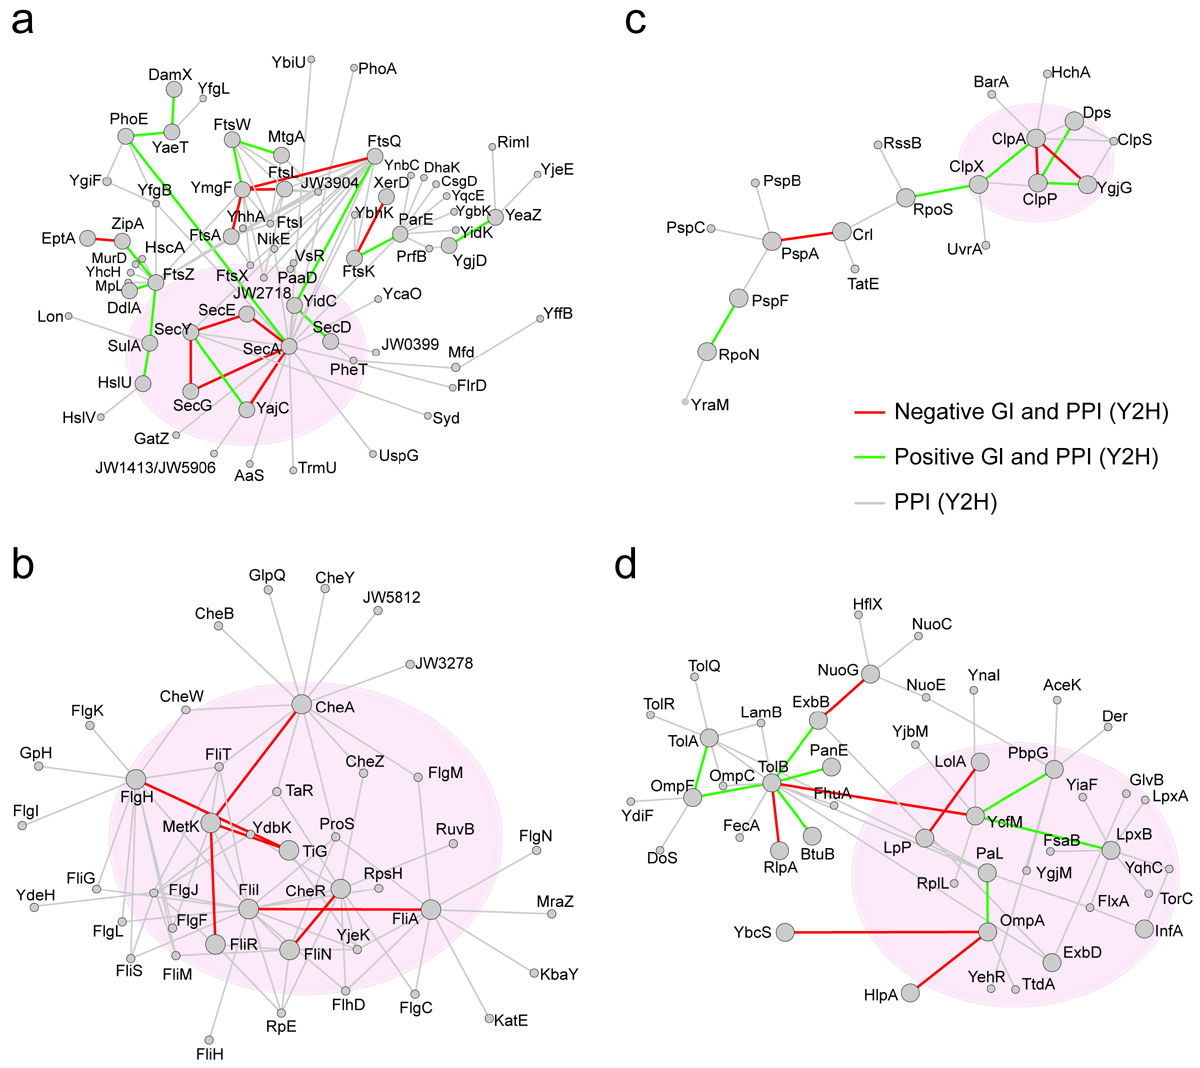 a
YbiU
PhoA
DamX
YfgL
PhoE
YaeT
FtsW
MtgA
FtsQ
RimI
YnbC
DhaK
YjeE
YgiF
YfgB
YmgF
FtsL
JW3904
XerD
CsgD
YqcE
YgbK
YeaZ
ZipA
YhhA
FtsI
YbhK
ParE
YidK
EptA
FtsA
NikE
HscA
MurD
VsR
PrfB
YgjD
YhcH
FtsZ
FtsX
PaaD
FtsK
MpL
DdlA
JW2718
YidC
YcaO
SecE
Lon
SecY
SecD
YffB
SulA
SecA
JW0399
PheT
Mfd
HslU
FlrD
SecG
YajC
HslV
Syd
GatZ
UspG
JW1413/JW5906
AaS
TrmU
c
HchA
BarA
Dps
ClpA
ClpS
RssB
ClpX
YgjG
ClpP
PspB
RpoS
PspC
Crl
PspA
UvrA
TatE
PspF
RpoN
YraM
Negative GI and PPI (Y2H)
Positive GI and PPI (Y2H)
PPI (Y2H)
b
GlpQ
CheY
CheB
JW5812
JW3278
CheW
CheA
FlgK
FliT
CheZ
GpH
FlgM
FlgH
TaR
FlgI
MetK
YdbK
ProS
RuvB
FlgN
TiG
FliG
RpsH
YdeH
FlgJ
FliI
CheR
FliA
MraZ
FlgL
FlgF
FliR
FliN
YjeK
FliS
FliM
KbaY
FlhD
FlgC
RpE
KatE
FliH
d
HflX
NuoC
TolQ
NuoG
YnaI
NuoE
AceK
TolR
LamB
ExbB
Der
TolA
YjbM
PanE
PbpG
LolA
TolB
OmpC
OmpF
YiaF
GlvB
FhuA
LpxA
YdiF
YcfM
FecA
BtuB
LpP
FsaB
LpxB
DoS
RlpA
PaL
YqhC
RplL
YgjM
TorC
FlxA
OmpA
YbcS
InfA
ExbD
YehR
TtdA
HlpA